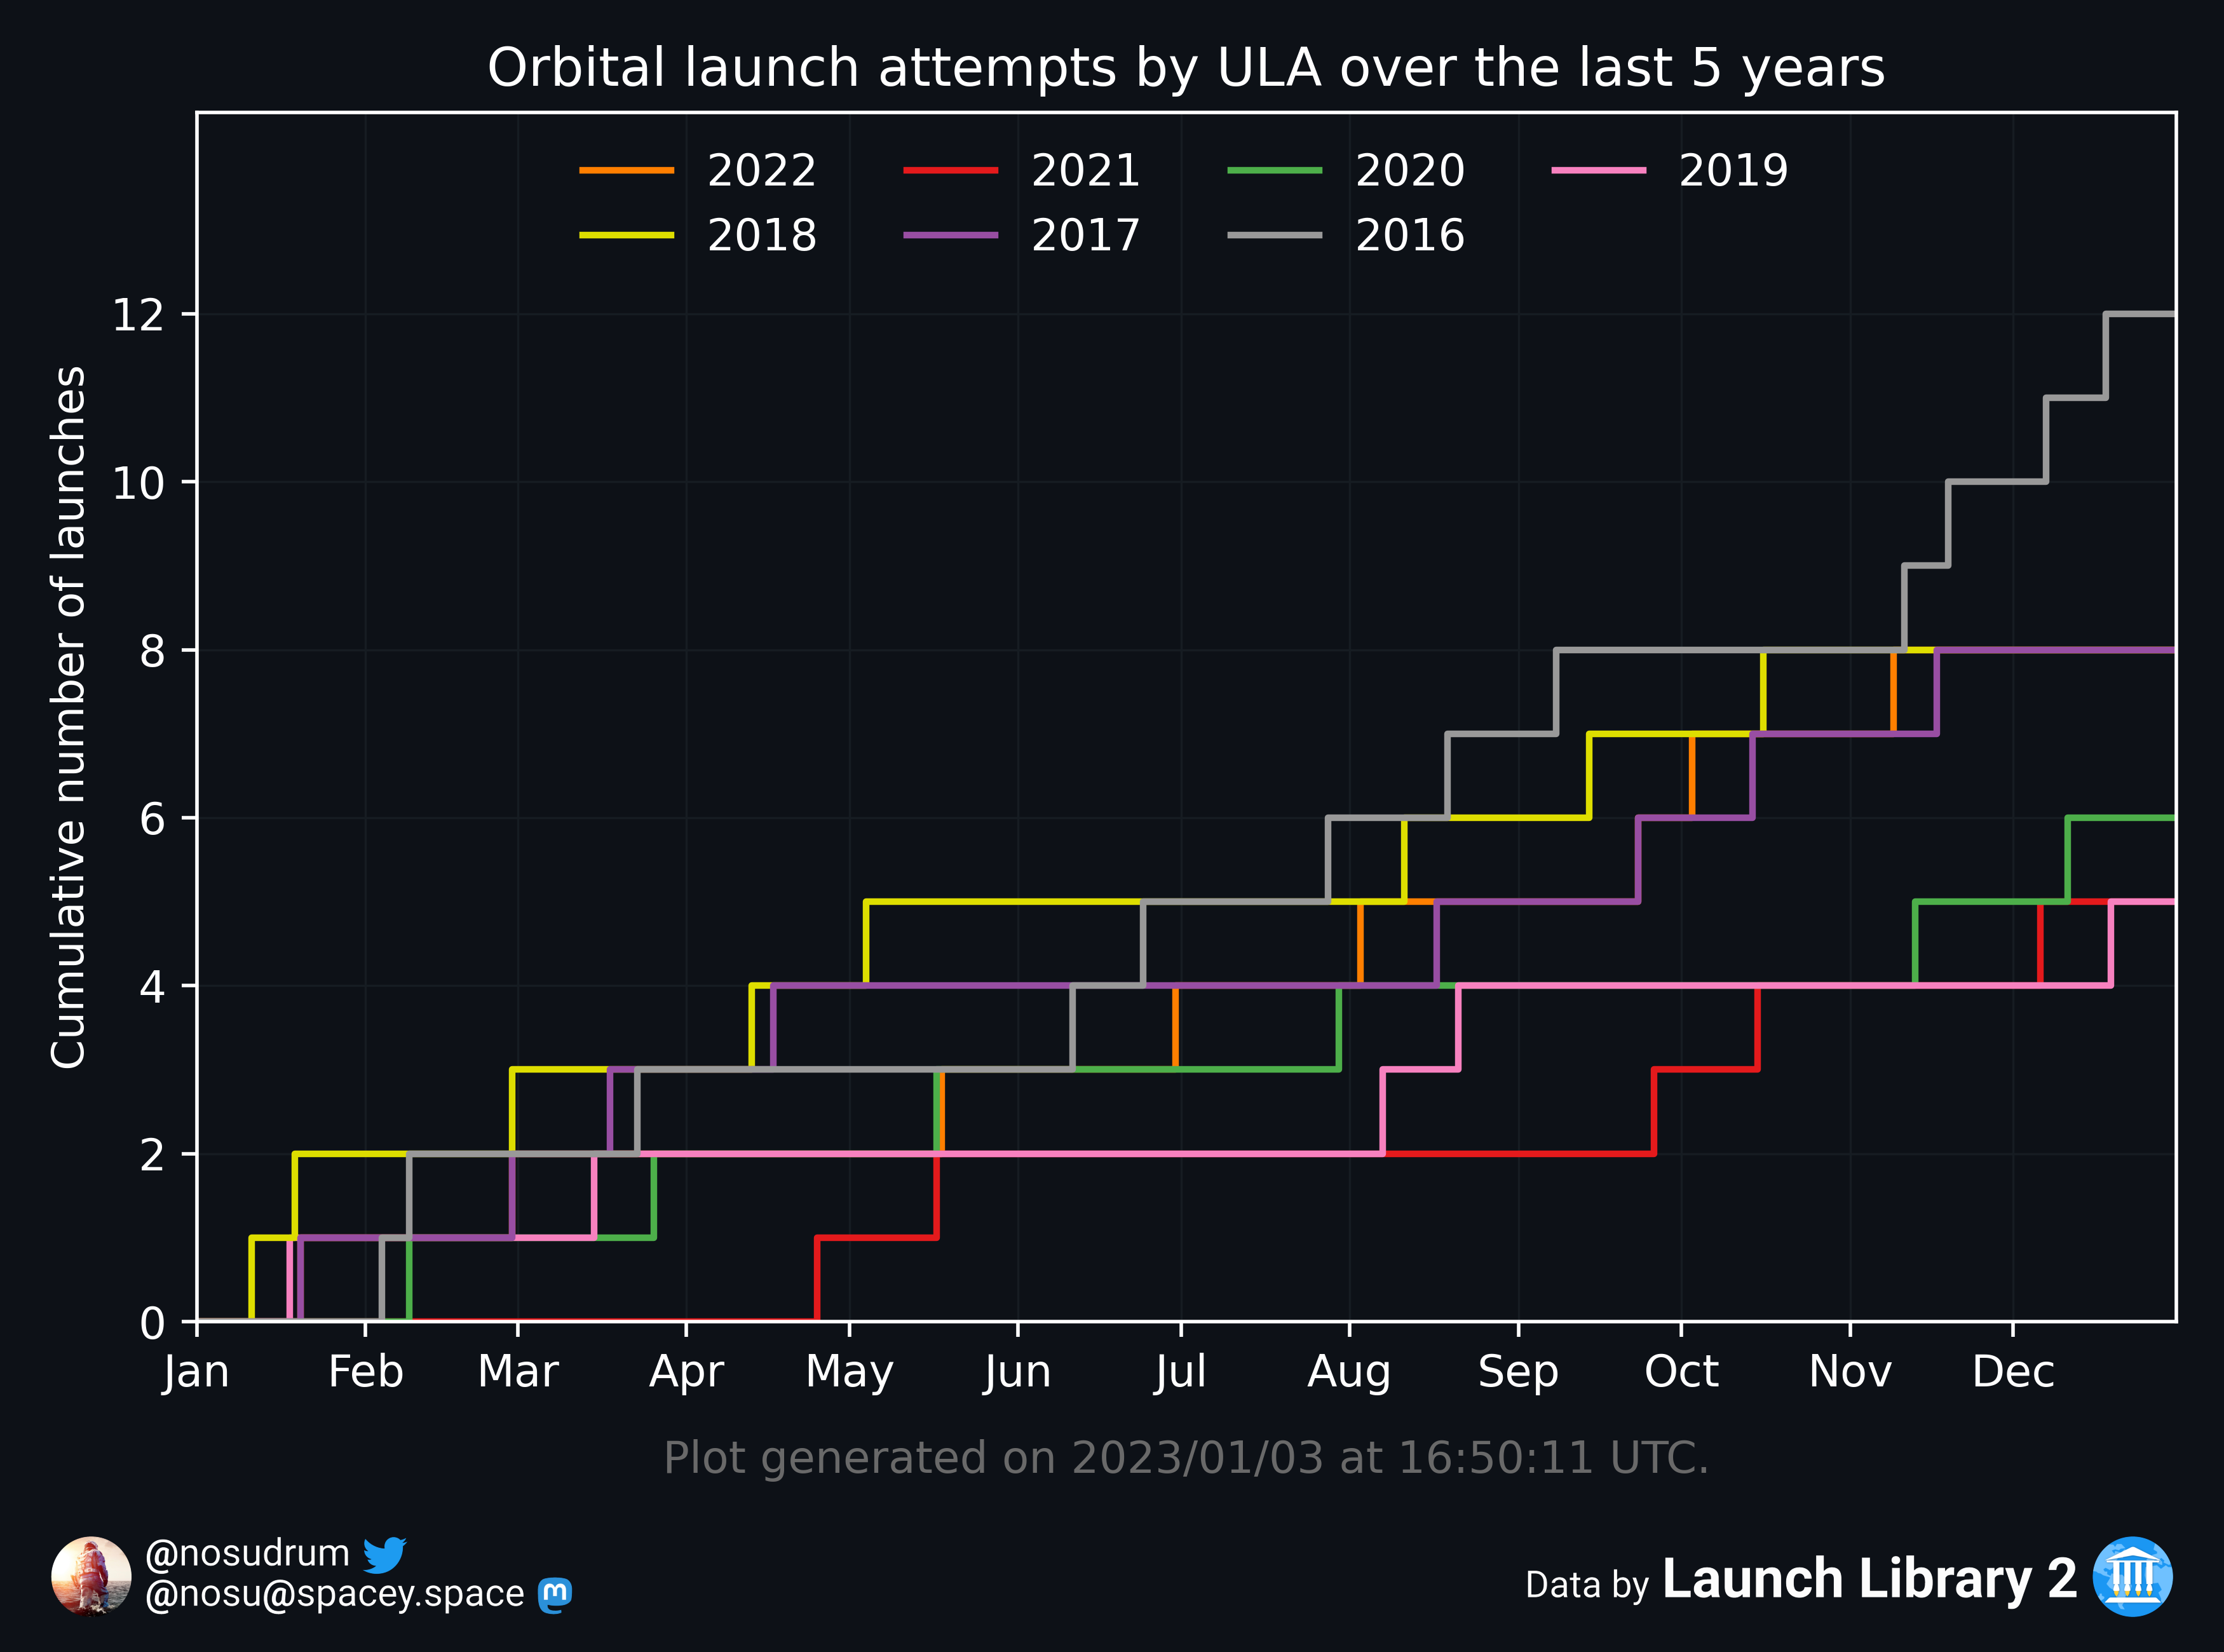 Orbital launch attempts by ULA over the last 5 years
2022 2021 2020 2019
2018 2017 2016
Cumulative number of launches
12
10
8
6
4
2
0
Jan Feb Mar Apr May Jun Jul Aug Sep Oct Nov Dec
Plot generated on 2023/01/03 at 16:50:11 UTC.
@nosudrum
@nosu@spacey.space
Data by Launch Library 2